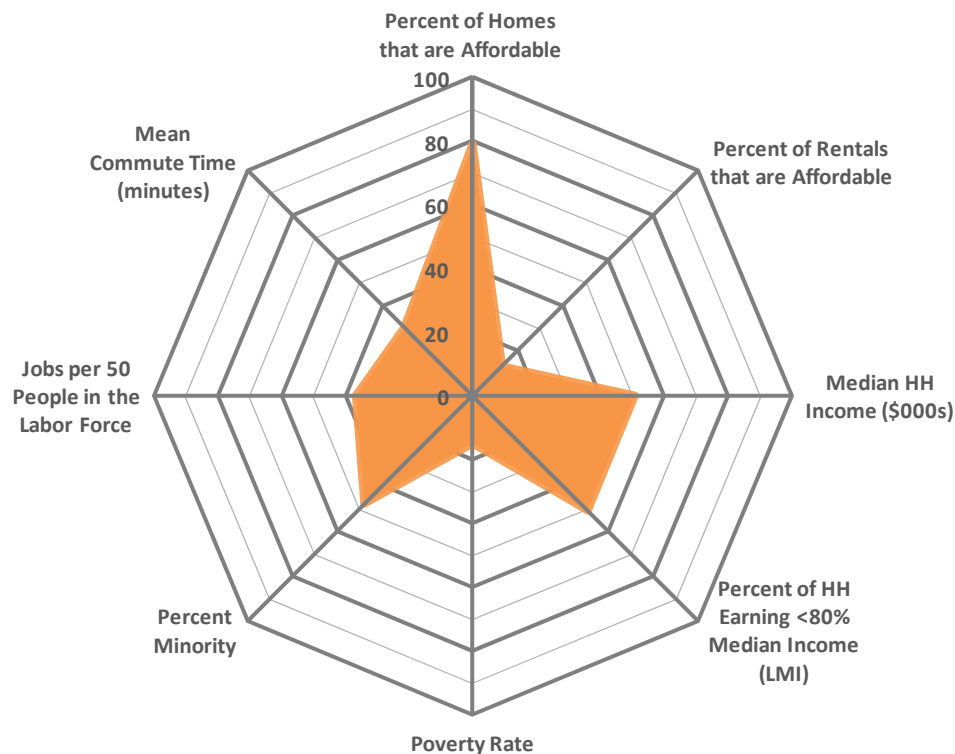 Percent of Homes
that are Affordable
100
80
60
40
20
0
Percent of Rentals
that are Affordable
Median HH
Income ($000s)
Percent of HH
Earning <80%
Median Income
(LMI)
Poverty Rate
Percent
Minority
Jobs per 50
People in the
Labor Force
Mean
Commute Time
(minutes)